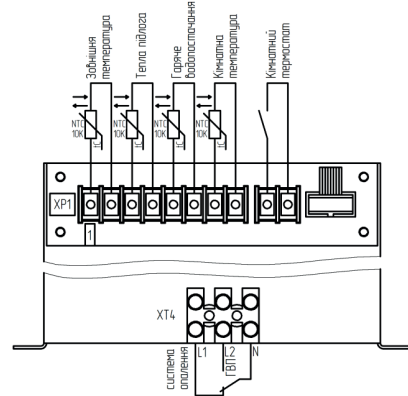 Зовнішня
температура
Тепла підлога
Гаряче
водопостачання
Кімнатна
температура
Кімнатний
термостат
NTC
10K
t.C
NTC
10K
t.C
NTC
10K
t.C
NTC
10K
t.C
XP1
1
XT4
L1
L2
N
система
опалення
ГВП